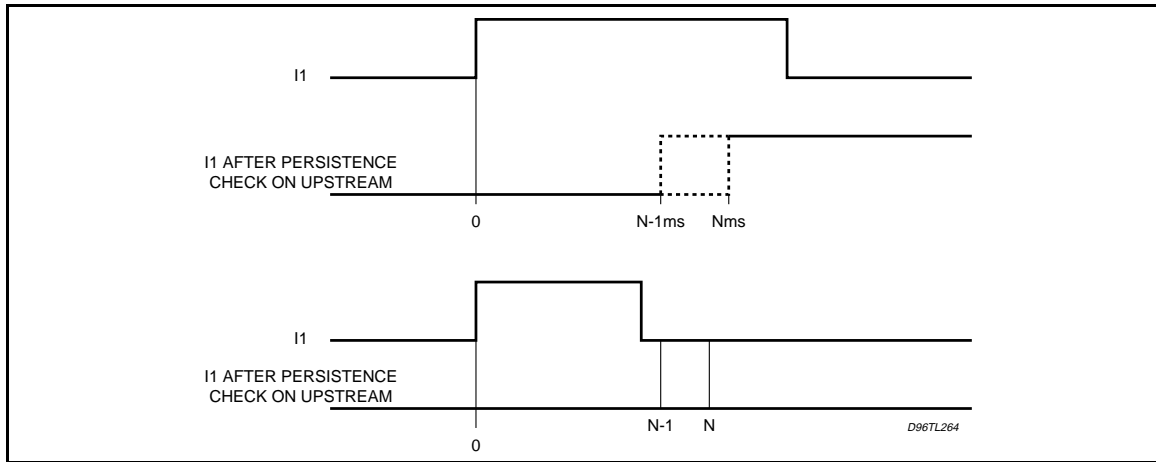 I1
I1 AFTER PERSISTENCE
CHECK ON UPSTREAM
0 N-1ms Nms
I1
I1 AFTER PERSISTENCE
CHECK ON UPSTREAM
N-1 N
D96TL264
0